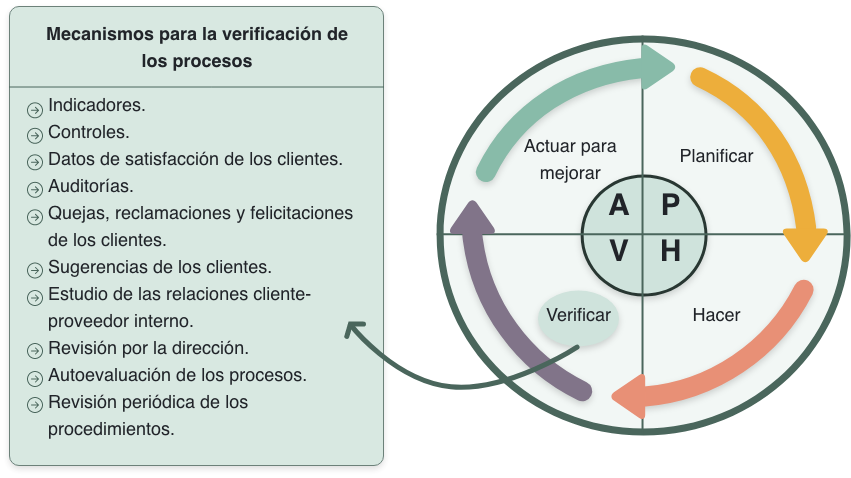 Mecanismos para la verificación de
los procesos
Indicadores.
Controles.
Datos de satisfacción de los clientes.
Auditorías.
Quejas, reclamaciones y felicitaciones
de los clientes.
Sugerencias de los clientes.
Estudio de las relaciones cliente-
proveedor interno.
Revisión por la dirección.
Autoevaluación de los procesos.
Revisión periódica de los
procedimientos.
Actuar para
mejorar
Planificar
A P
V H
Verificar
Hacer